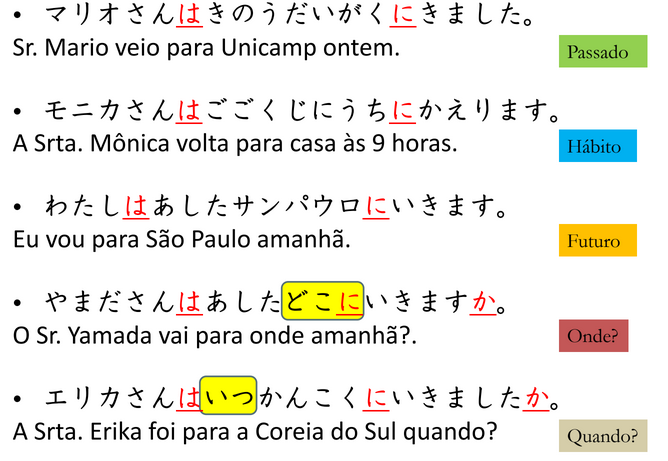 • マリオさんはきのうだいがくにきました。
Sr. Mario veio para Unicamp ontem.
Passado
• モニカさんはごごくじにうちにかえります。
A Srta. Mônica volta para casa às 9 horas.
Hábito
• わたしはあしたサンパウロにいきます。
Eu vou para São Paulo amanhã.
Futuro
• やまださんはあしたどこにいきますか。
O Sr. Yamada vai para onde amanhã?.
Onde?
• エリカさんはいつかんこくにいきましたか。
A Srta. Erika foi para a Coreia do Sul quando?
Quando?